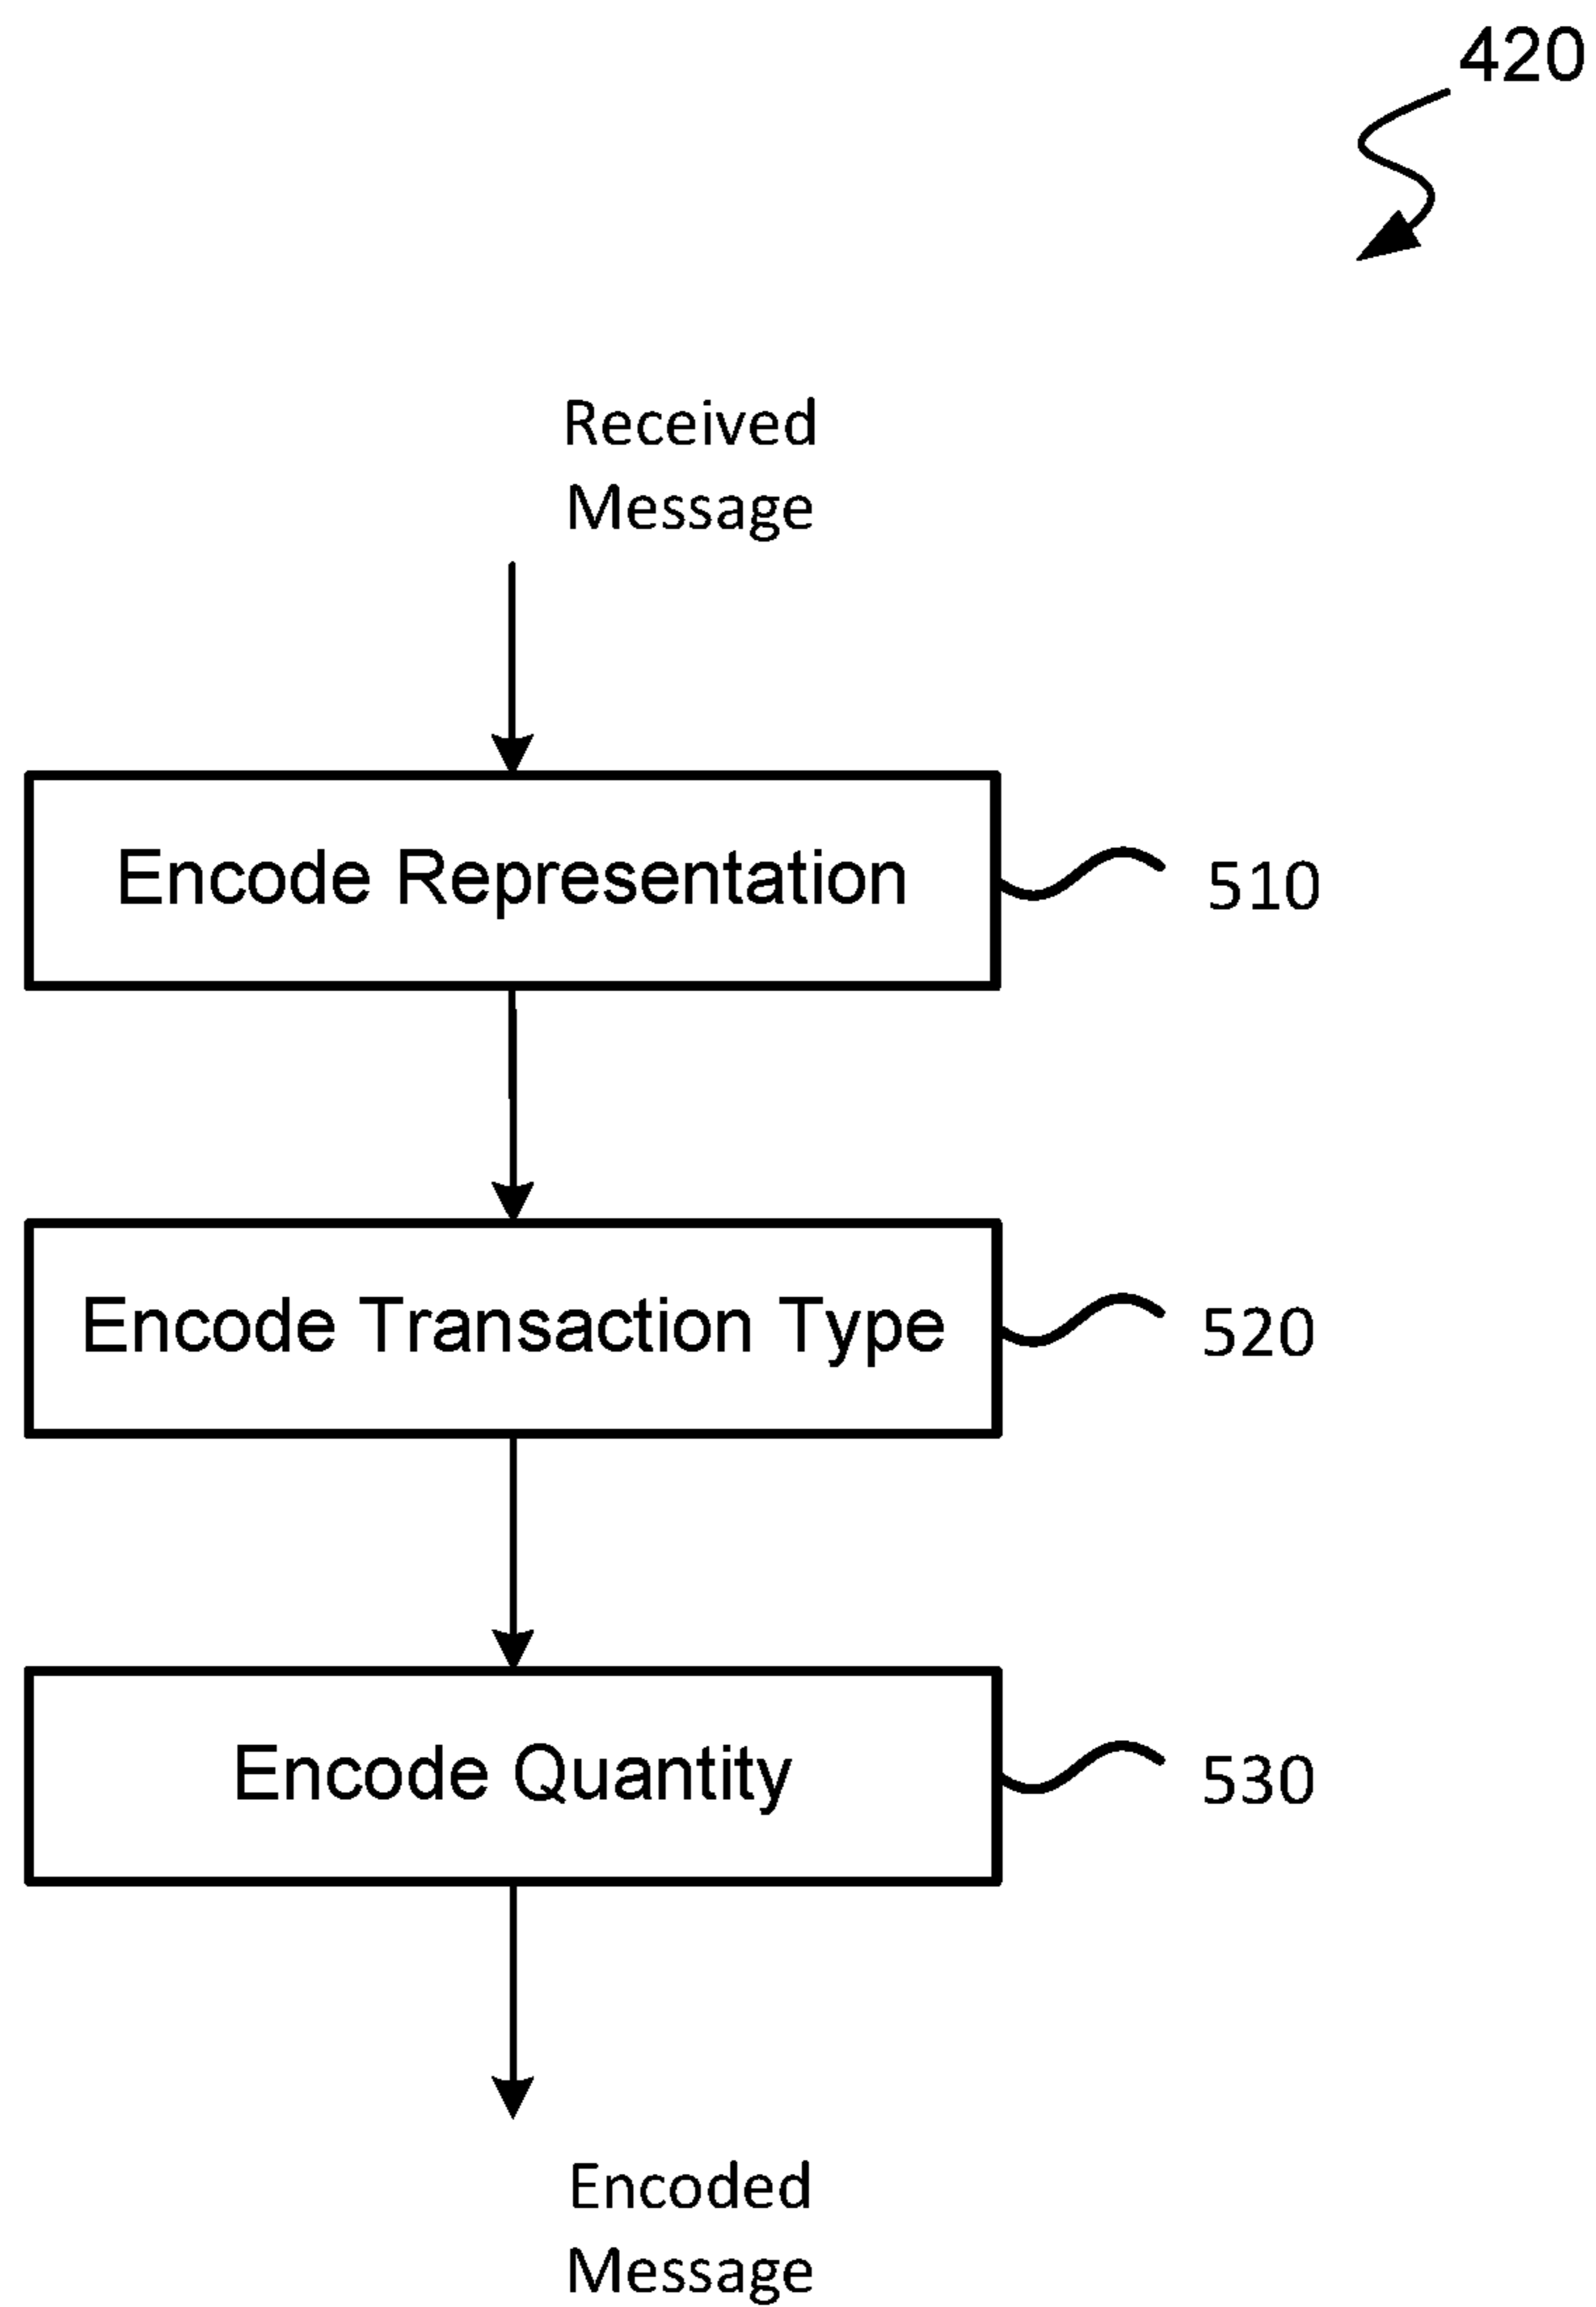 420
Received
Message
Encode Representation
510
Encode Transaction Type
520
Encode Quantity
530
Encoded
Message